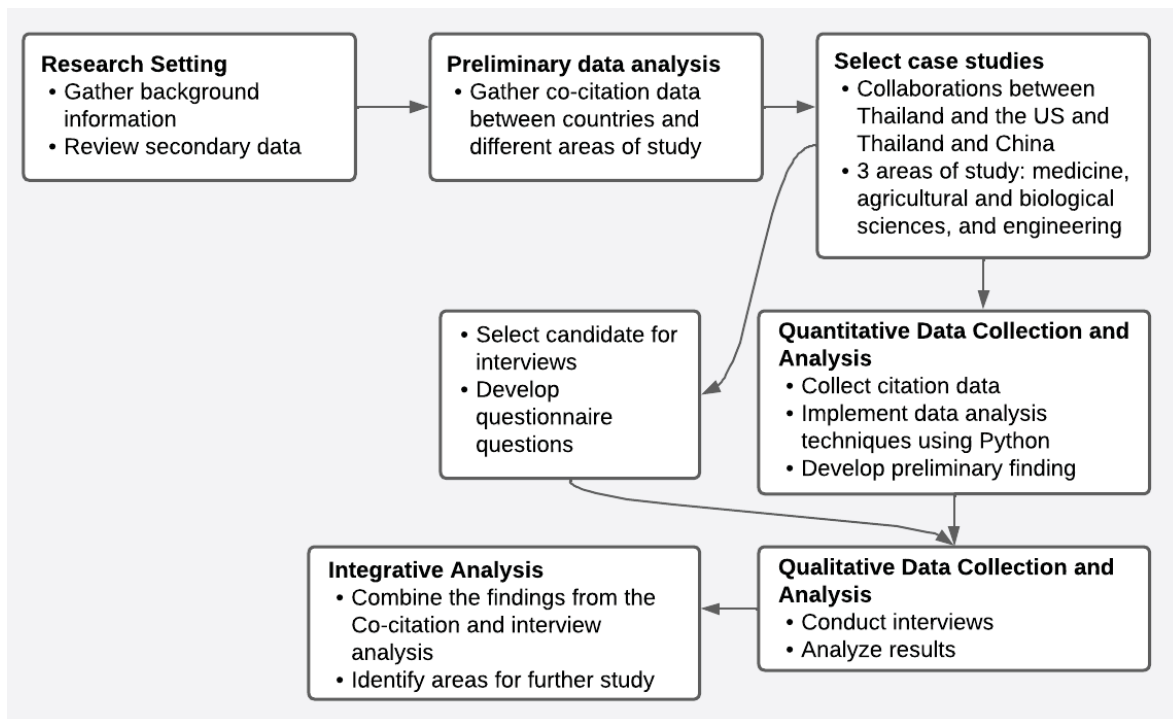 Research Setting
• Gather background
information
• Review secondary data
Preliminary data analysis
• Gather co-citation data
between countries and
different areas of study
Select case studies
• Collaborations between
Thailand and the US and
Thailand and China
• 3 areas of study: medicine,
agricultural and biological
sciences, and engineering
• Select candidate for
interviews
• Develop
questionnaire
questions
Quantitative Data Collection and
Analysis
• Collect citation data
• Implement data analysis
techniques using Python
• Develop preliminary finding
Qualitative Data Collection and
Analysis
• Conduct interviews
• Analyze results
Integrative Analysis
• Combine the findings from the
Co-citation and interview
analysis
• Identify areas for further study